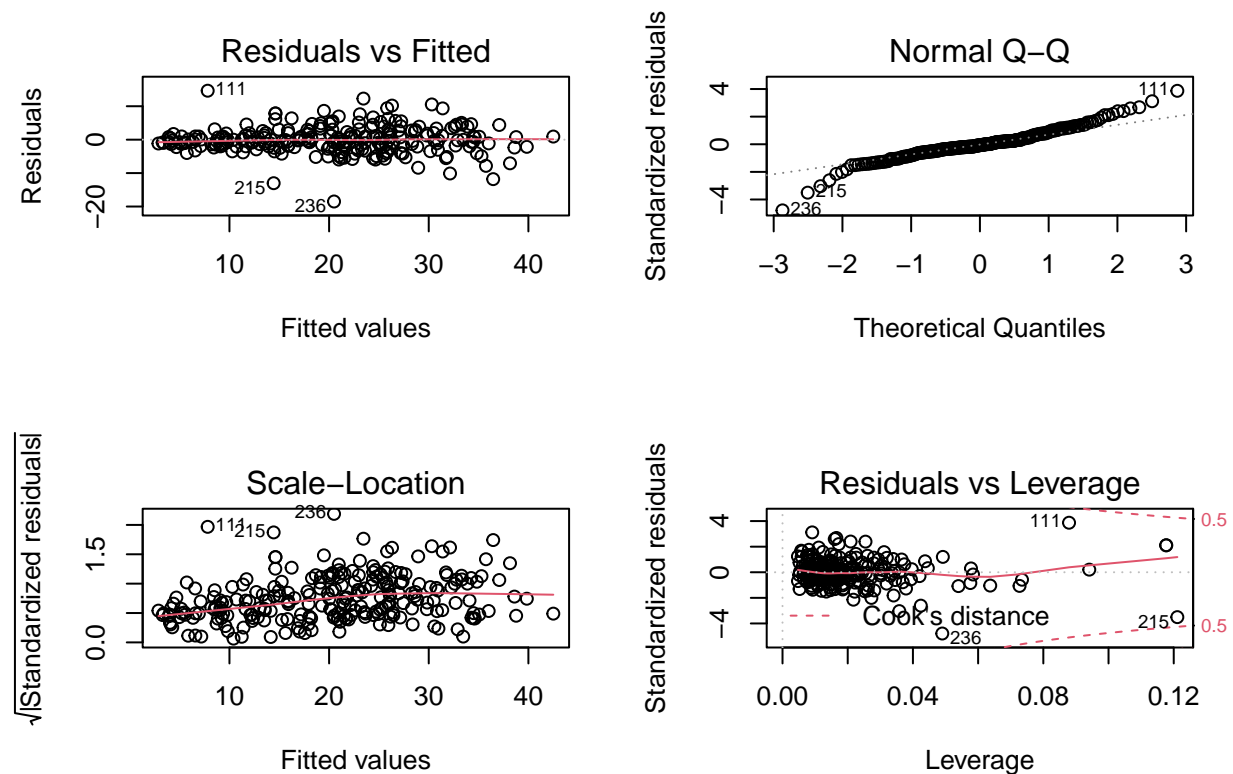 Residuals vs Fitted
Residuals
0
−20
111
215
236
10 20 30 40
Fitted values
Normal Q−Q
Standardized residuals
4
0
−4
111
215
236
−3 −2 −1 0 1 2 3
Theoretical Quantiles
Scale−Location
√|Standardized residuals|
1.5
0.0
111
215
236
10 20 30 40
Fitted values
Residuals vs Leverage
Standardized residuals
4
0
−4
111
215
236
0.5
0.5
Cook's distance
0.00 0.04 0.08 0.12
Leverage